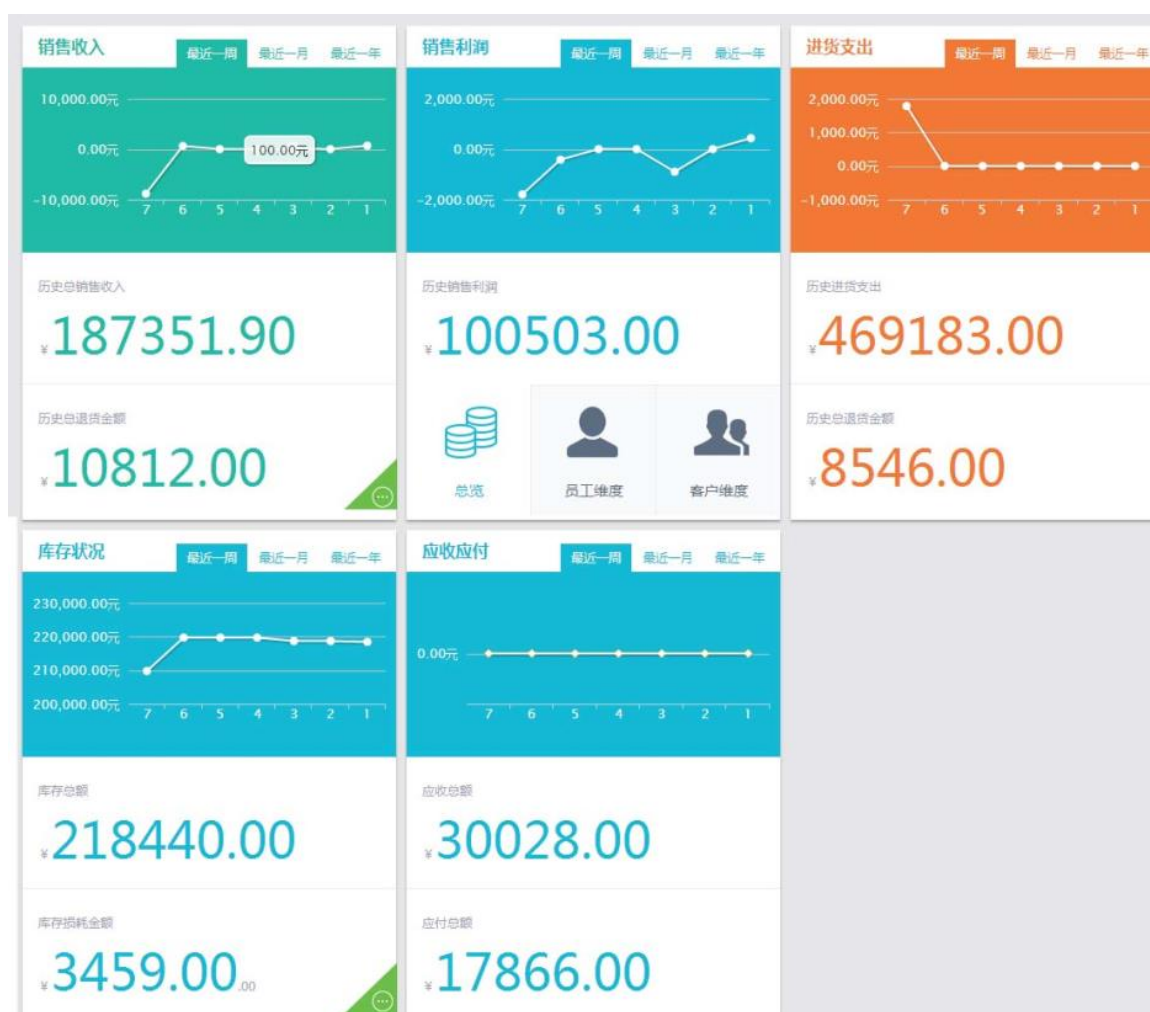 销售收入
最近一周 最近一月 最近一年
10,000.00元
0.00元
100.00元
-10,000.00元
7 6 5 4 3 2 1
历史总销售收入
¥187351.90
历史总退货金额
¥10812.00
销售利润
最近一周 最近一月 最近一年
2,000.00元
0.00元
-2,000.00元
7 6 5 4 3 2 1
历史销售利润
¥100503.00
总览 员工维度 客户维度
进货支出
最近一周 最近一月 最近一年
2,000.00元
1,000.00元
0.00元
-1,000.00元
7 6 5 4 3 2 1
历史进货支出
¥469183.00
历史总退货金额
¥8546.00
库存状况
最近一周 最近一月 最近一年
230,000.00元
220,000.00元
210,000.00元
200,000.00元
7 6 5 4 3 2 1
库存总额
¥218440.00
库存损耗金额
¥3459.00.00
应收应付
最近一周 最近一月 最近一年
0.00元
7 6 5 4 3 2 1
应收总额
¥30028.00
应付总额
¥17866.00